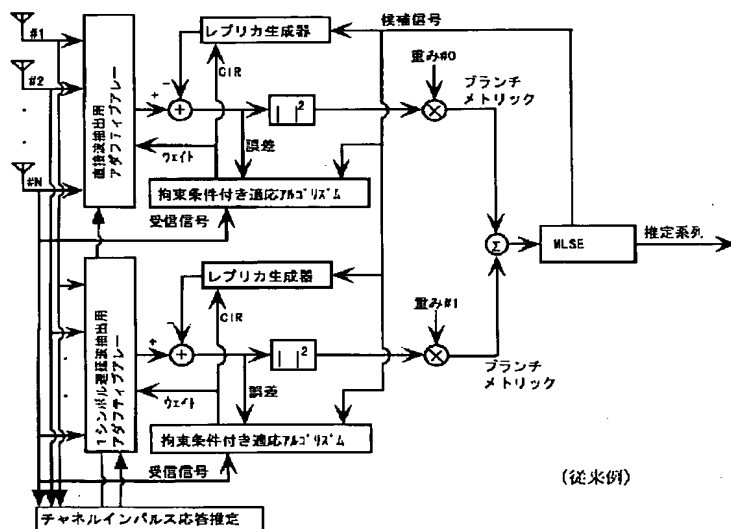 #1
#2
#N
直接波抽出用
アダプティブアレー
レプリカ生成器
候補信号
CIR
重み#0
ブランチ
メトリック
−
+
+
| |²
×
誤差
ウェイト
拘束条件付き適応アルゴリズム
受信信号
Σ
MLSE
推定系列
1シンボル遅延波抽出用
アダプティブアレー
レプリカ生成器
CIR
重み#1
−
+
+
| |²
×
ブランチ
メトリック
誤差
ウェイト
拘束条件付き適応アルゴリズム
受信信号
(従来例)
チャネルインパルス応答推定